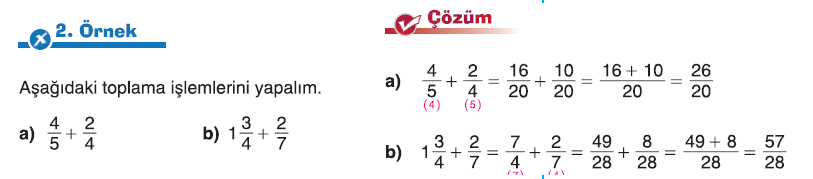 2. Örnek
Aşağıdaki toplama işlemlerini yapalım.
a) 4/5 + 2/4
b) 1 3/4 + 2/7
Çözüm
a) 4/5 + 2/4 = 16/20 + 10/20 = 16 + 10/20 = 26/20
(4) (5)
b) 1 3/4 + 2/7 = 7/4 + 2/7 = 49/28 + 8/28 = 49 + 8/28 = 57/28
(7) (4)